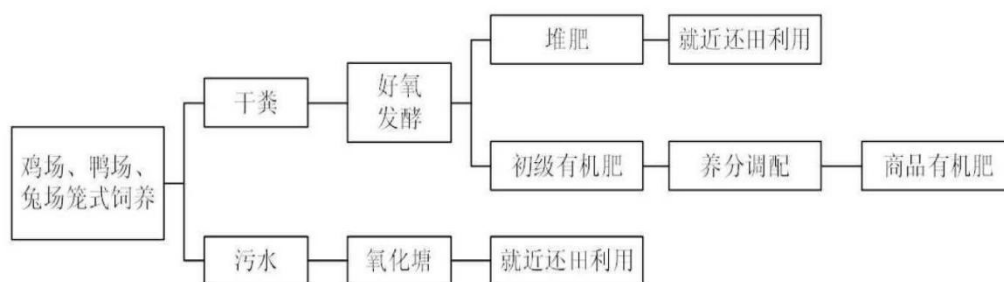 堆肥
就近还田利用
干粪
好氧
发酵
鸡场、鸭场、
兔场笼式饲养
初级有机肥
养分调配
商品有机肥
污水
氧化塘
就近还田利用